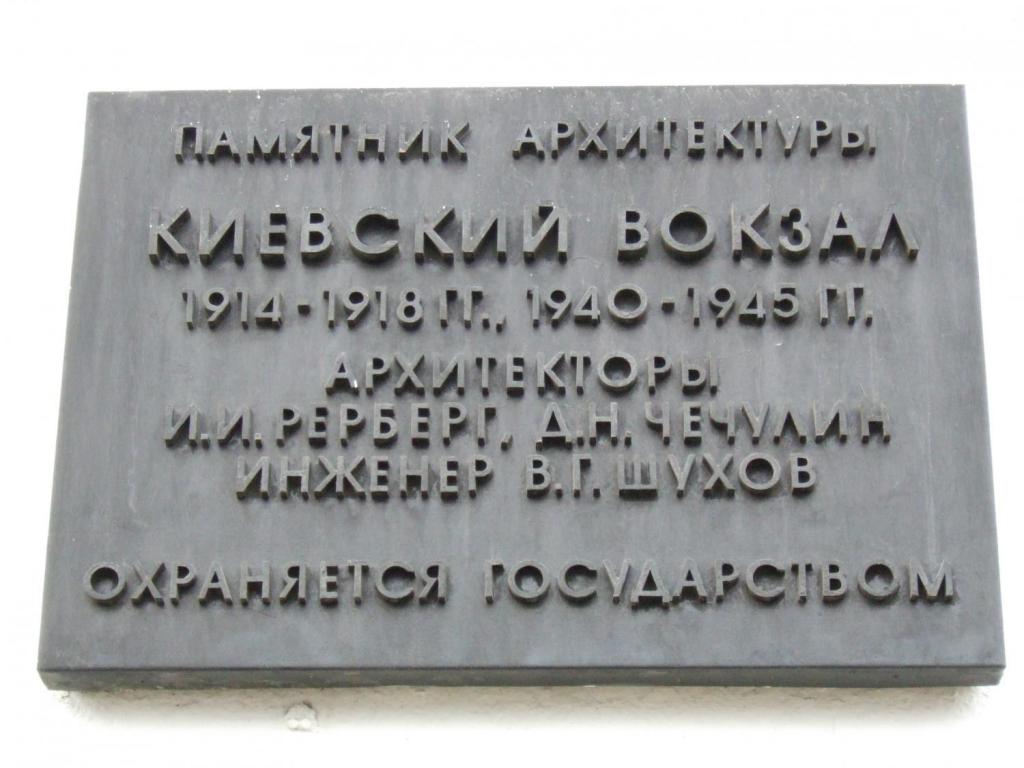 ПАМЯТНИК АРХИТЕКТУРЫ
КИЕВСКИЙ ВОКЗАЛ
1914-1918 ГГ., 1940-1945 ГГ.
АРХИТЕКТОРЫ
И.И. РЕРБЕРГ, Д.Н. ЧЕЧУЛИН
ИНЖЕНЕР В.Г. ШУХОВ
ОХРАНЯЕТСЯ ГОСУДАРСТВОМ